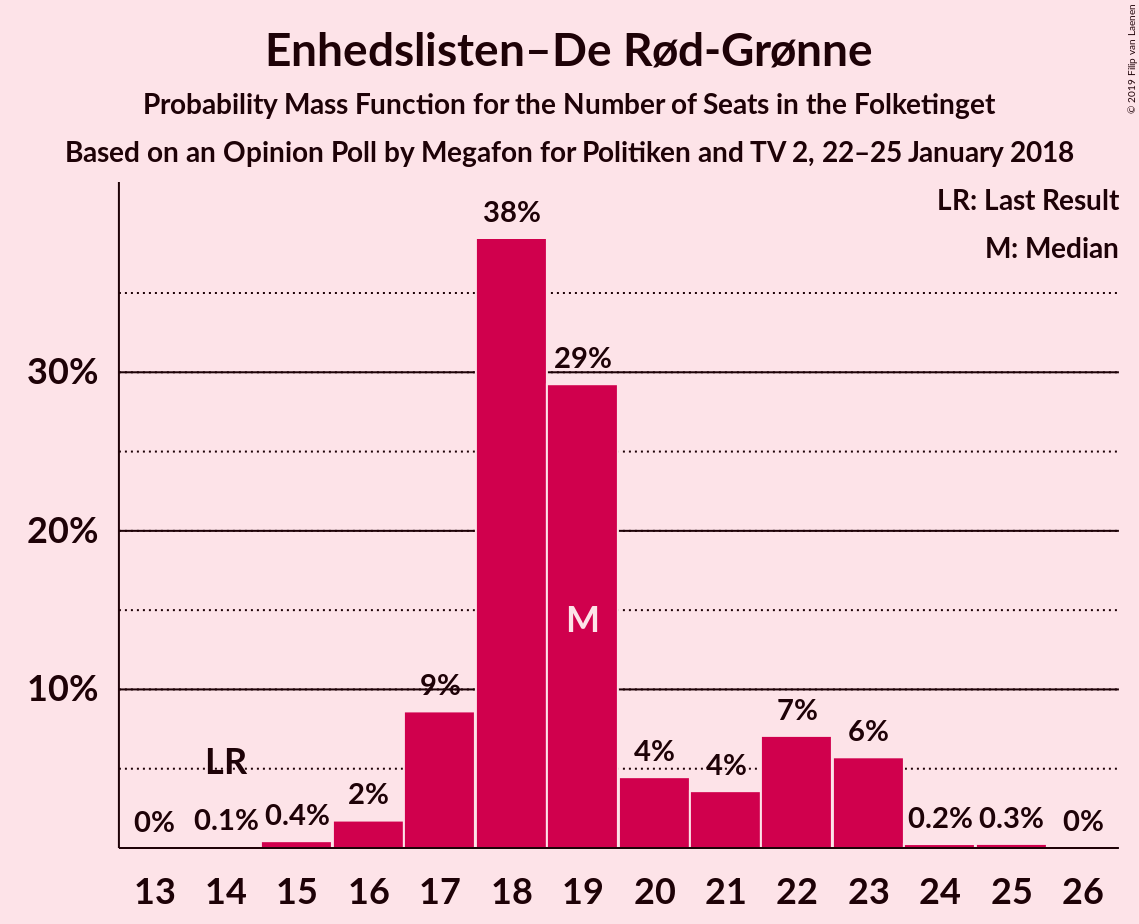 Enhedslisten–De Rød-Grønne
Probability Mass Function for the Number of Seats in the Folketinget
Based on an Opinion Poll by Megafon for Politiken and TV 2, 22–25 January 2018
© 2019 Filip van Laenen
LR: Last Result
M: Median
38%
30%
29%
20%
M
10%
9%
7%
6%
4%
4%
LR
2%
0%
0.1%
0.4%
0.2%
0.3%
0%
13 14 15 16 17 18 19 20 21 22 23 24 25 26